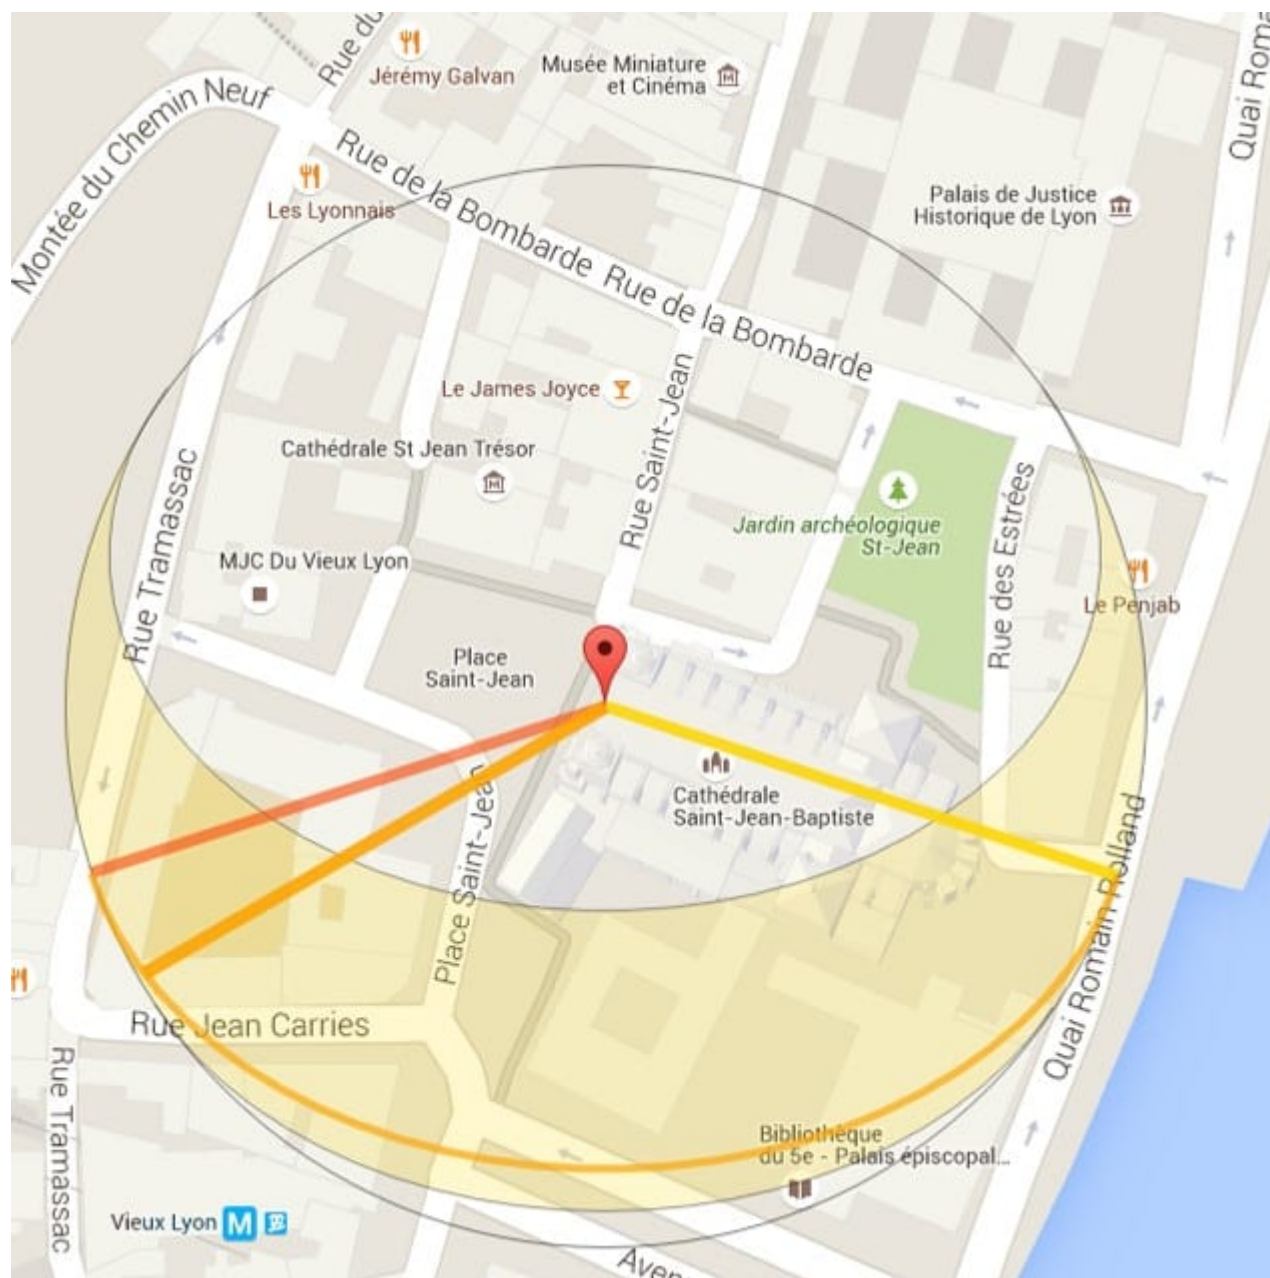 Rue du
Jérémy Galvan
Musée Miniature
et Cinéma
Quai Roma
Montée du Chemin Neuf
Rue de la Bombarde
Rue de la Bombarde
Les Lyonnais
Palais de Justice
Historique de Lyon
Le James Joyce
Rue Saint-Jean
Cathédrale St Jean Trésor
Rue Tramassac
Jardin archéologique
St-Jean
Rue des Estrées
MJC Du Vieux Lyon
Le Penjab
Place
Saint-Jean
Cathédrale
Saint-Jean-Baptiste
Place Saint-Jean
Quai Romain Rolland
Rue Jean Carries
Rue Tramassac
Bibliothèque
du 5e - Palais épiscopal...
Vieux Lyon M
Aven